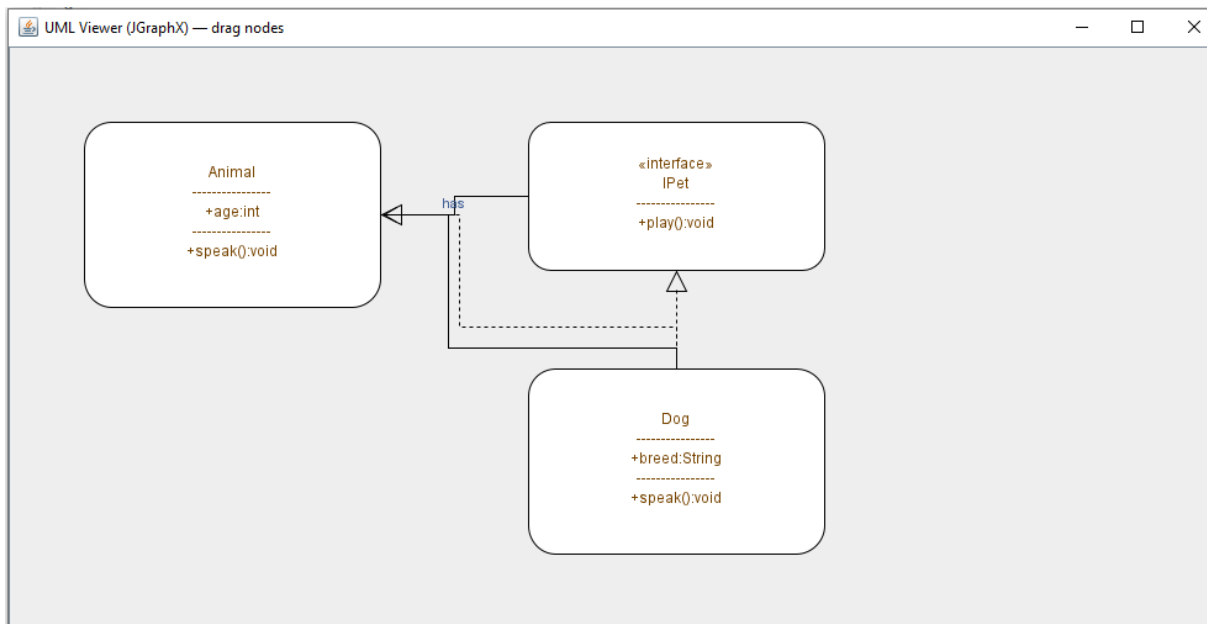 UML Viewer (JGraphX) — drag nodes
Animal
----------------
+age:int
----------------
+speak():void
has
«interface»
IPet
----------------
+play():void
Dog
----------------
+breed:String
----------------
+speak():void